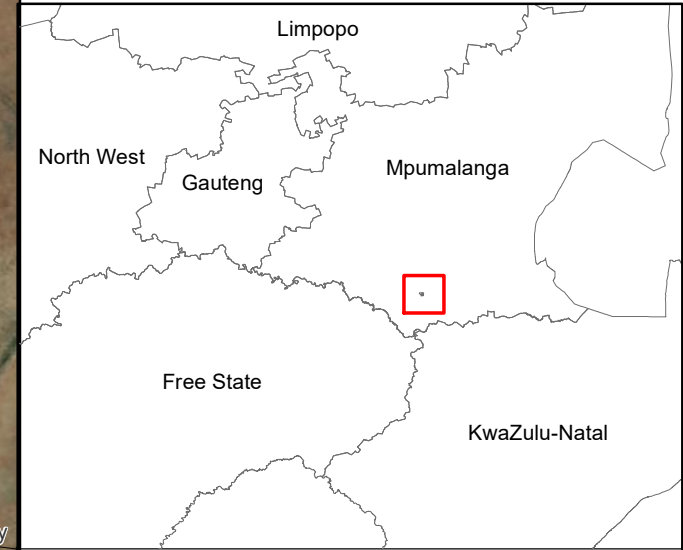 Limpopo
North West
Mpumalanga
Gauteng
Free State
KwaZulu-Natal
y